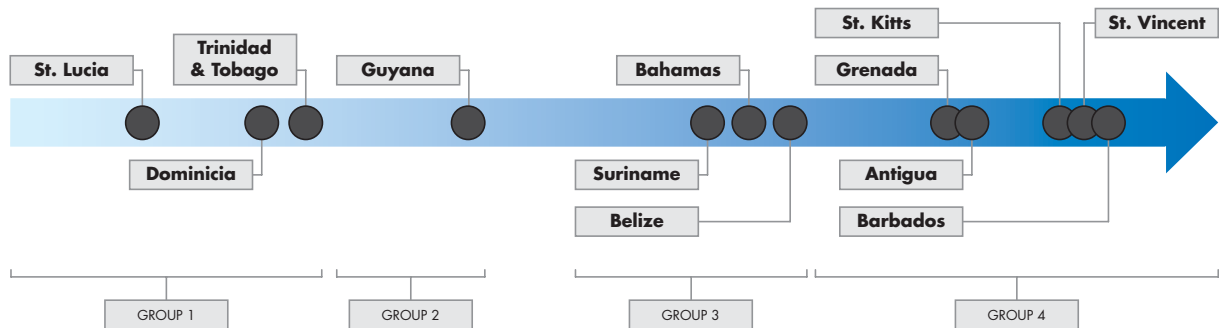 St. Kitts
St. Vincent
Trinidad
& Tobago
St. Lucia
Guyana
Bahamas
Grenada
Dominicia
Suriname
Antigua
Belize
Barbados
GROUP 1
GROUP 2
GROUP 3
GROUP 4